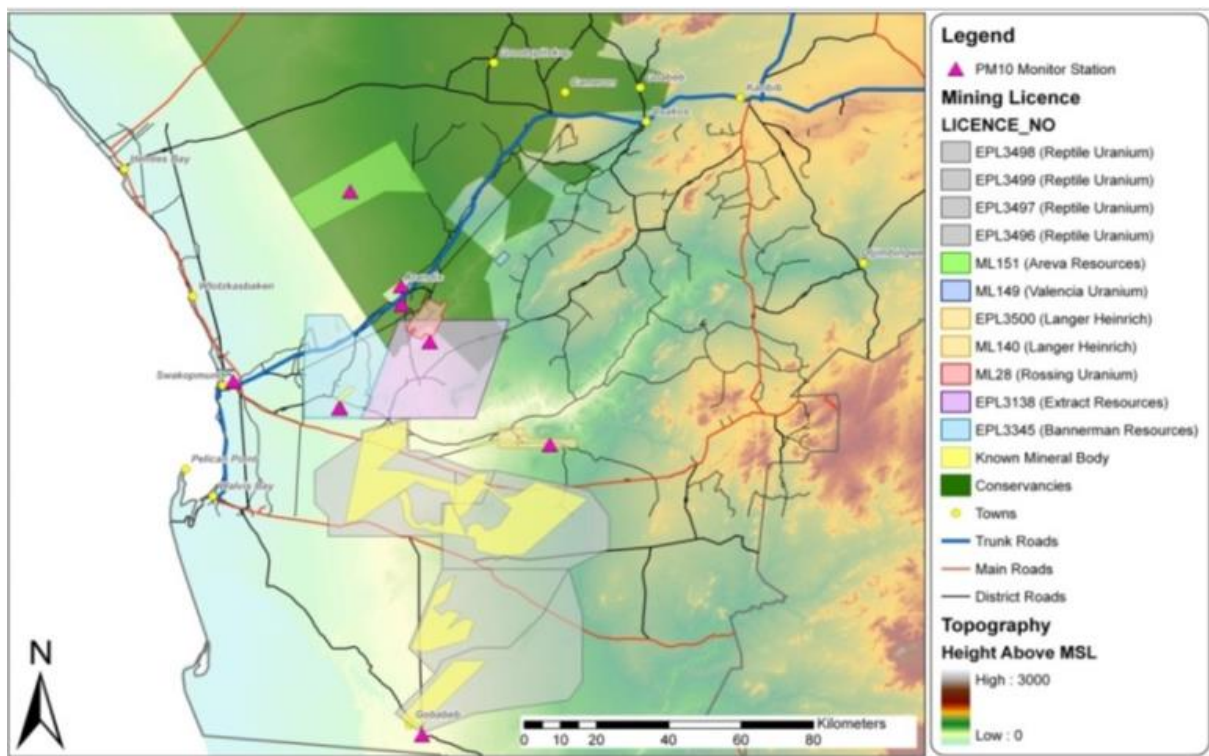 Henties Bay
Usakos
Karibib
Arandis
Wlotzkasbaken
Pelican Point
Walvis Bay
Gobabeb
N
Kilometers
0 10 20 40 60 80
Legend
PM10 Monitor Station
Mining Licence
LICENCE_NO
EPL3498 (Reptile Uranium)
EPL3499 (Reptile Uranium)
EPL3497 (Reptile Uranium)
EPL3496 (Reptile Uranium)
ML151 (Areva Resources)
ML149 (Valencia Uranium)
EPL3500 (Langer Heinrich)
ML140 (Langer Heinrich)
ML28 (Rossing Uranium)
EPL3138 (Extract Resources)
EPL3345 (Bannerman Resources)
Known Mineral Body
Conservancies
Towns
Trunk Roads
Main Roads
District Roads
Topography
Height Above MSL
High : 3000
Low : 0